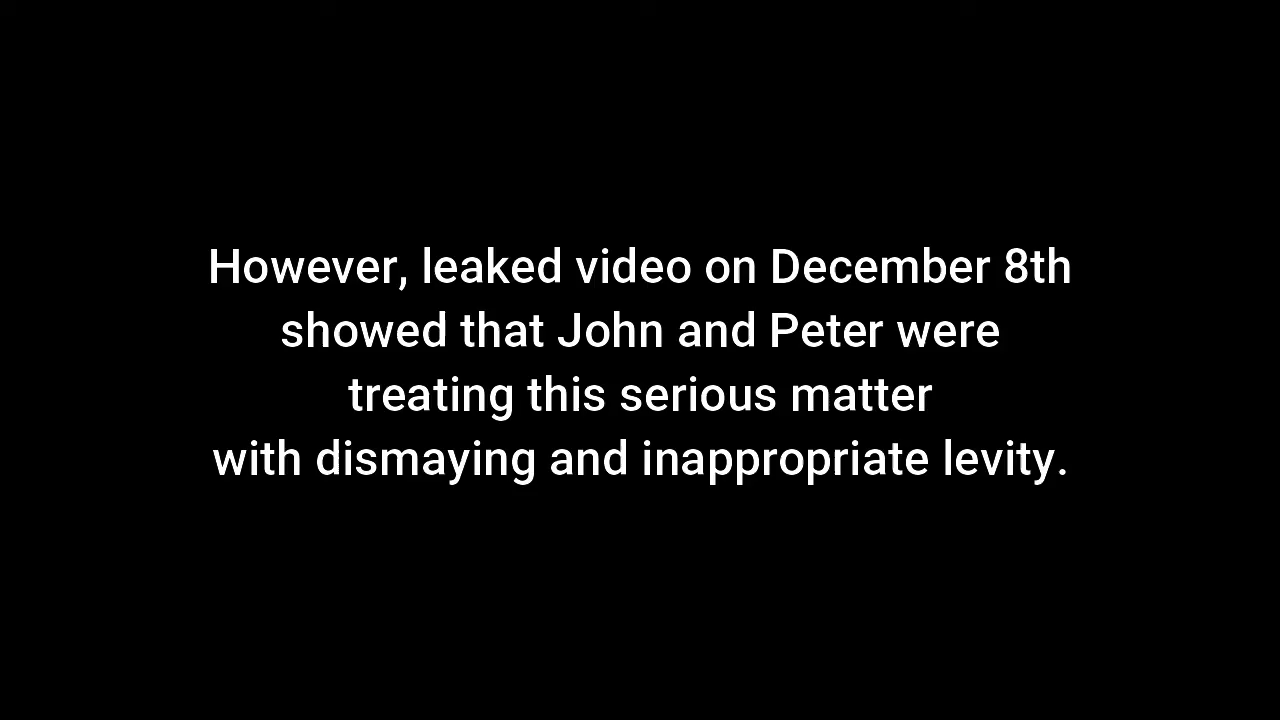 However, leaked video on December 8th
showed that John and Peter were
treating this serious matter
with dismaying and inappropriate levity.